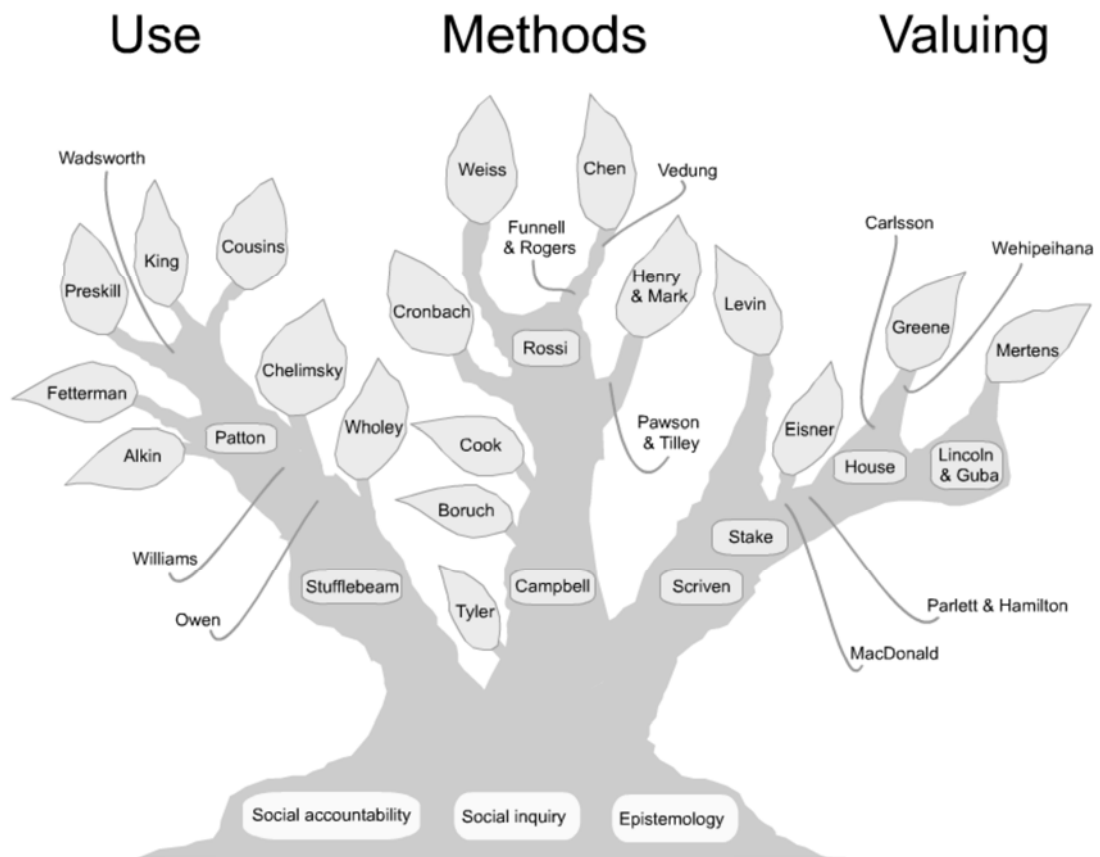 Use
Methods
Valuing
Wadsworth
King
Cousins
Preskill
Chelimsky
Fetterman
Wholey
Patton
Alkin
Williams
Owen
Stufflebeam
Weiss
Chen
Vedung
Funnell
& Rogers
Henry
& Mark
Cronbach
Rossi
Pawson
& Tilley
Cook
Boruch
Campbell
Tyler
Levin
Carlsson
Wehipeihana
Greene
Mertens
Eisner
House
Lincoln
& Guba
Stake
Scriven
Parlett & Hamilton
MacDonald
Social accountability
Social inquiry
Epistemology